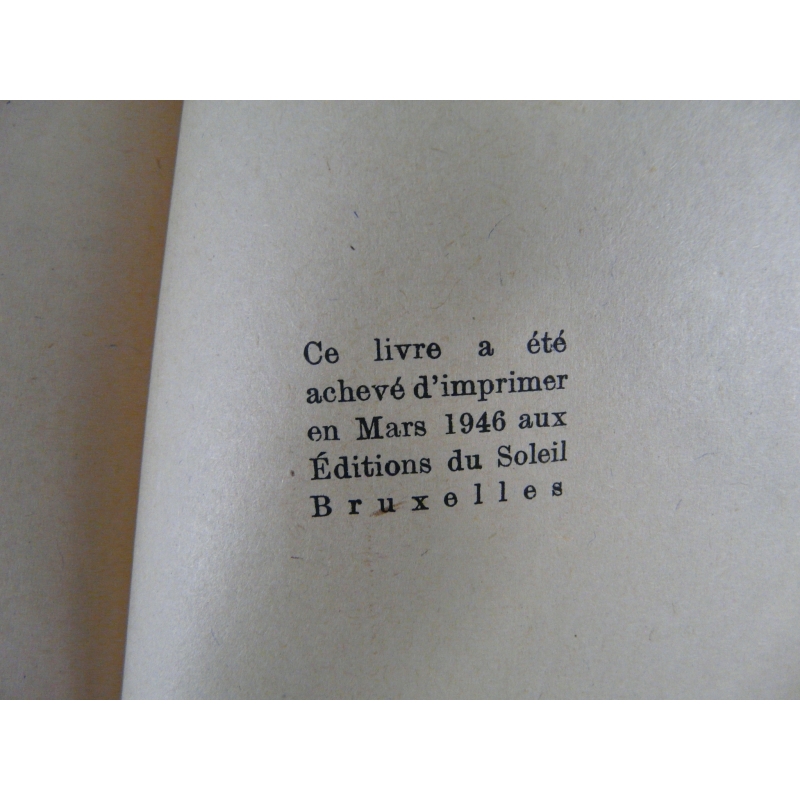 Ce livre a été
achevé d'imprimer
en Mars 1946 aux
Éditions du Soleil
Bruxelles